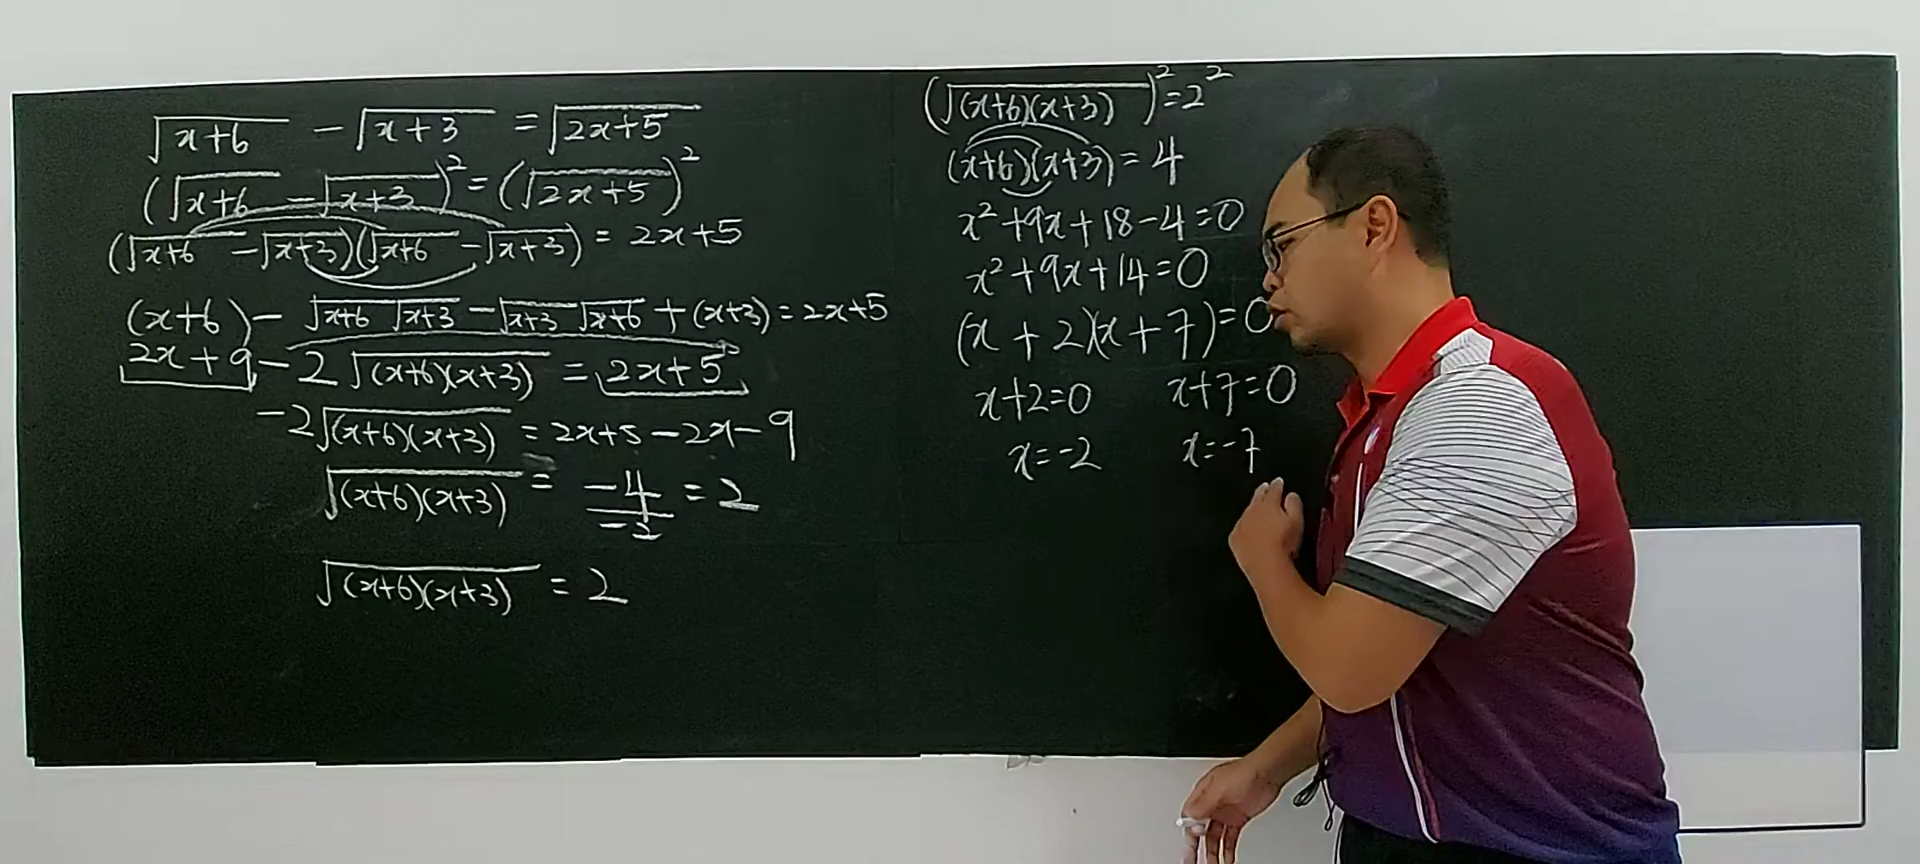 √(x+6) − √(x+3) = √(2x+5)
(√(x+6) − √(x+3))² = (√(2x+5))²
(√(x+6) − √(x+3))(√(x+6) − √(x+3)) = 2x+5
(x+6) − √(x+6) √(x+3) − √(x+3) √(x+6) + (x+3) = 2x+5
2x+9 − 2√((x+6)(x+3)) = 2x+5
−2√((x+6)(x+3)) = 2x+5−2x−9
√((x+6)(x+3)) = −4/−2 = 2
√((x+6)(x+3)) = 2
(√((x+6)(x+3)))² = 2²
(x+6)(x+3) = 4
x²+9x+18−4=0
x²+9x+14=0
(x+2)(x+7)=0
x+2=0 x+7=0
x=−2 x=−7